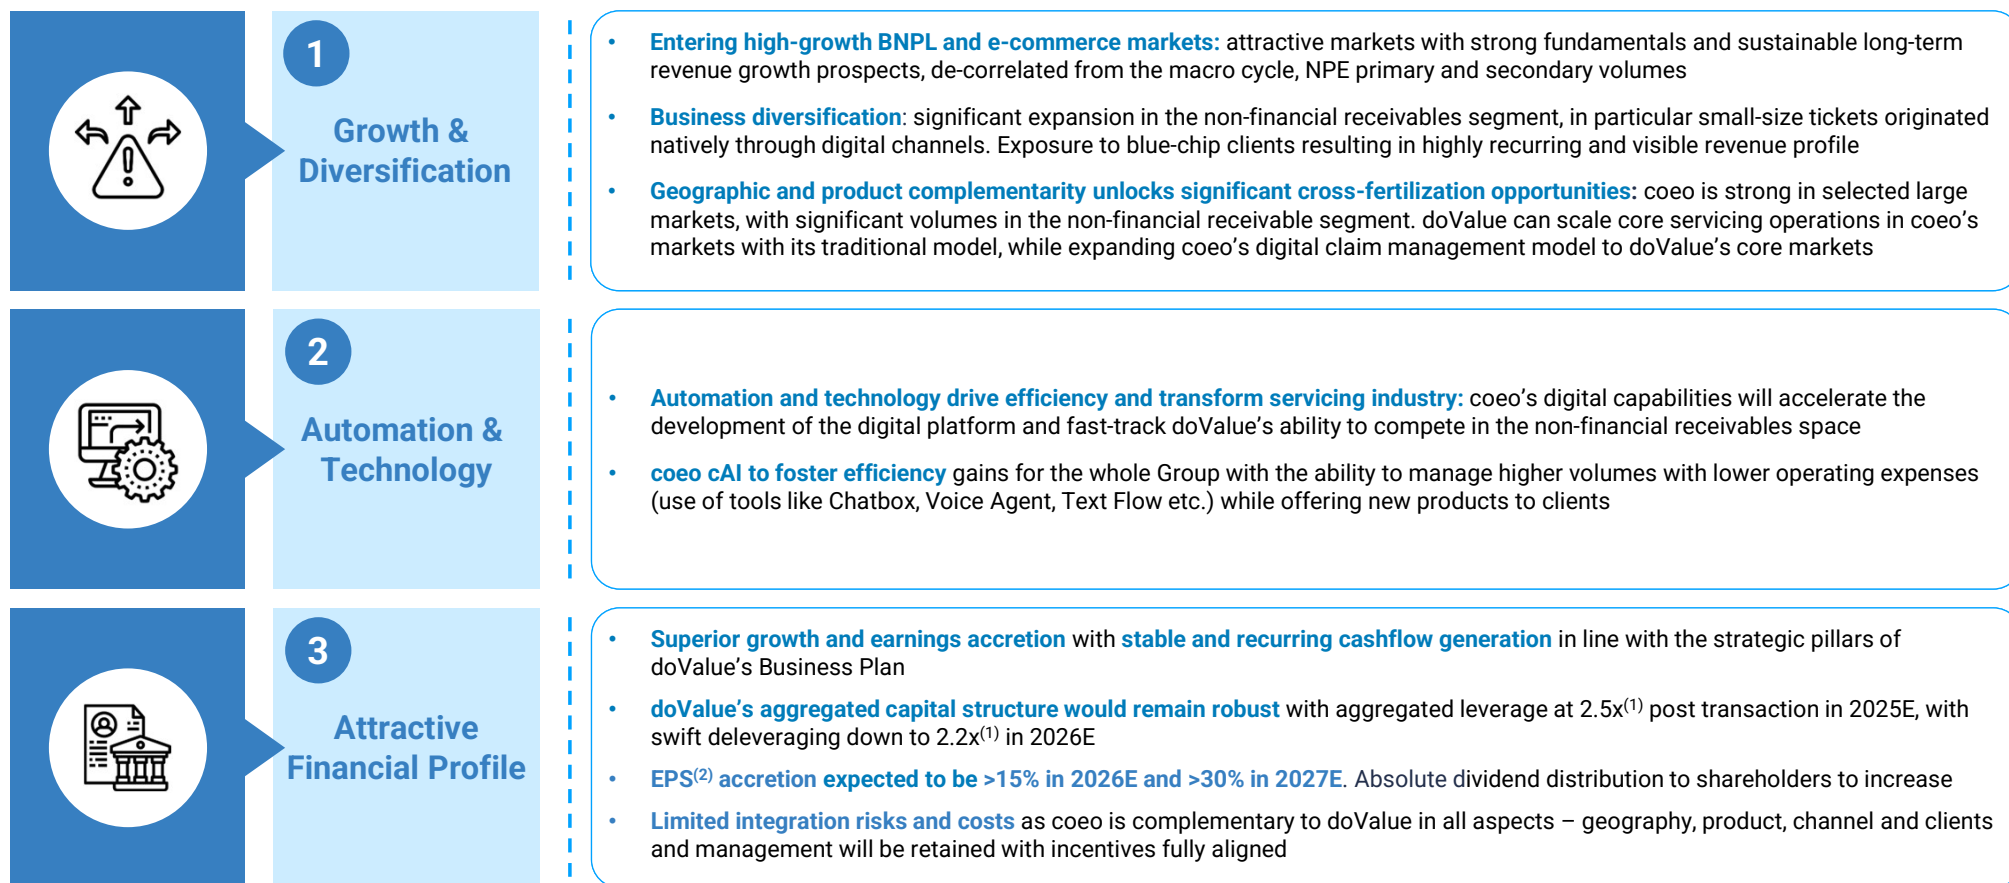 1
Growth &
Diversification
• Entering high-growth BNPL and e-commerce markets: attractive markets with strong fundamentals and sustainable long-term
revenue growth prospects, de-correlated from the macro cycle, NPE primary and secondary volumes
• Business diversification: significant expansion in the non-financial receivables segment, in particular small-size tickets originated
natively through digital channels. Exposure to blue-chip clients resulting in highly recurring and visible revenue profile
• Geographic and product complementarity unlocks significant cross-fertilization opportunities: coeo is strong in selected large
markets, with significant volumes in the non-financial receivable segment. doValue can scale core servicing operations in coeo’s
markets with its traditional model, while expanding coeo’s digital claim management model to doValue’s core markets
2
Automation &
Technology
• Automation and technology drive efficiency and transform servicing industry: coeo’s digital capabilities will accelerate the
development of the digital platform and fast-track doValue’s ability to compete in the non-financial receivables space
• coeo cAI to foster efficiency gains for the whole Group with the ability to manage higher volumes with lower operating expenses
(use of tools like Chatbox, Voice Agent, Text Flow etc.) while offering new products to clients
3
Attractive
Financial Profile
• Superior growth and earnings accretion with stable and recurring cashflow generation in line with the strategic pillars of
doValue’s Business Plan
• doValue’s aggregated capital structure would remain robust with aggregated leverage at 2.5x(1) post transaction in 2025E, with
swift deleveraging down to 2.2x(1) in 2026E
• EPS(2) accretion expected to be >15% in 2026E and >30% in 2027E. Absolute dividend distribution to shareholders to increase
• Limited integration risks and costs as coeo is complementary to doValue in all aspects – geography, product, channel and clients
and management will be retained with incentives fully aligned